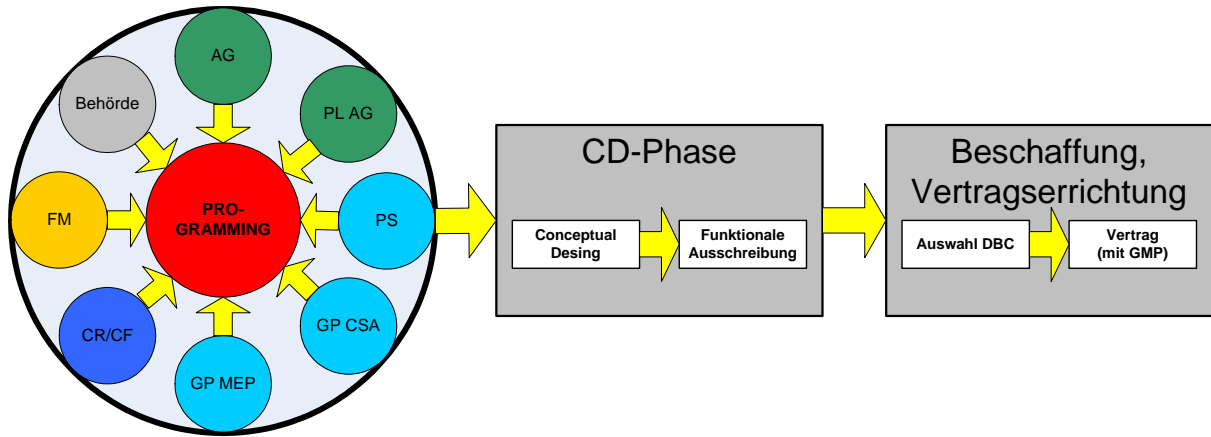 AG
Behörde
PL AG
FM
PRO-
GRAMMING
PS
CR/CF
GP CSA
GP MEP
CD-Phase
Conceptual
Desing
Funktionale
Ausschreibung
Beschaffung,
Vertragserrichtung
Auswahl DBC
Vertrag
(mit GMP)